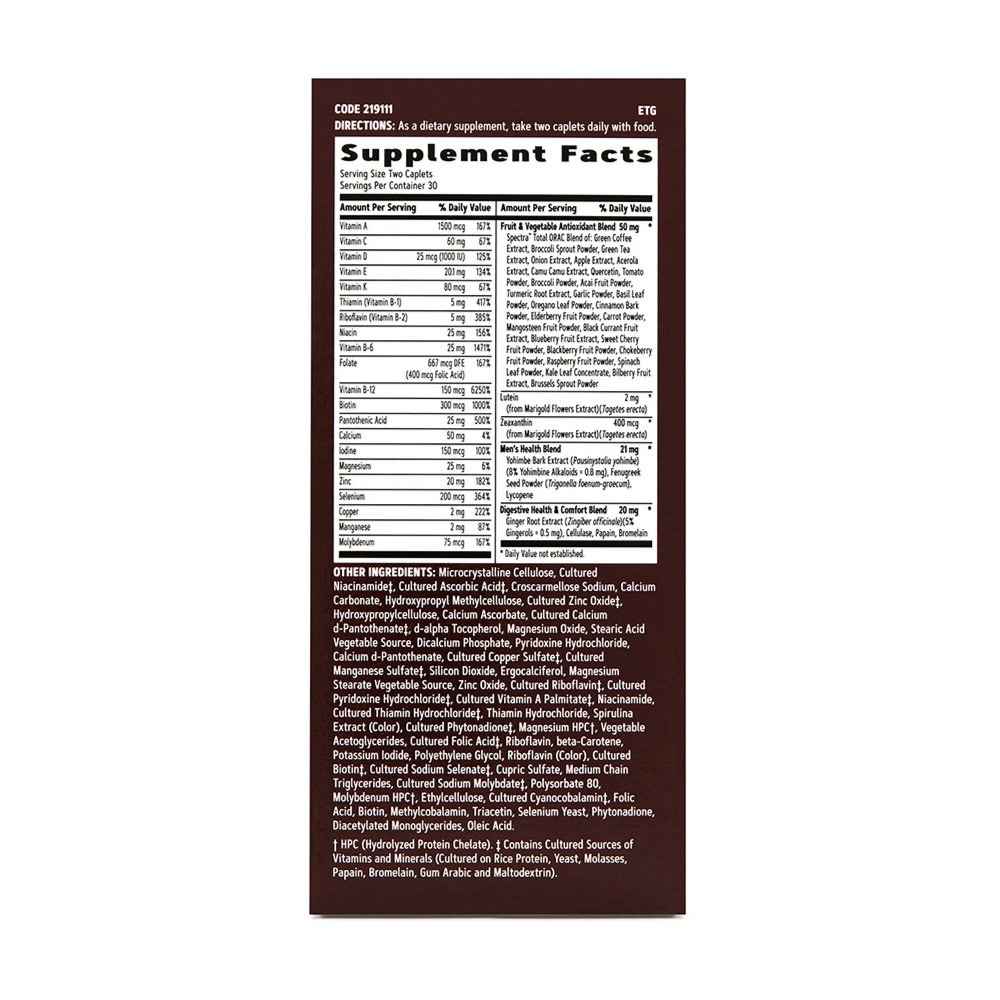 CODE 219111 ETG
DIRECTIONS: As a dietary supplement, take two caplets daily with food.
Supplement Facts
Serving Size Two Caplets
Servings Per Container 30
Amount Per Serving % Daily Value
Vitamin A 1500 mcg 167%
Vitamin C 60 mg 67%
Vitamin D 25 mcg (1000 IU) 125%
Vitamin E 20.1 mg 134%
Vitamin K 80 mcg 67%
Thiamin (Vitamin B-1) 5 mg 417%
Riboflavin (Vitamin B-2) 5 mg 385%
Niacin 25 mg 156%
Vitamin B-6 25 mg 1471%
Folate 667 mcg DFE 167%
(400 mcg Folic Acid)
Vitamin B-12 150 mcg 6250%
Biotin 300 mcg 1000%
Pantothenic Acid 25 mg 500%
Calcium 50 mg 4%
Iodine 150 mcg 100%
Magnesium 25 mg 6%
Zinc 20 mg 182%
Selenium 200 mcg 364%
Copper 2 mg 222%
Manganese 2 mg 87%
Molybdenum 75 mcg 167%
Amount Per Serving % Daily Value
Fruit & Vegetable Antioxidant Blend 50 mg *
Spectra™ Total ORAC Blend of: Green Coffee
Extract, Broccoli Sprout Powder, Green Tea
Extract, Onion Extract, Apple Extract, Acerola
Extract, Camu Camu Extract, Quercetin, Tomato
Powder, Broccoli Powder, Acai Fruit Powder,
Turmeric Root Extract, Garlic Powder, Basil Leaf
Powder, Oregano Leaf Powder, Cinnamon Bark
Powder, Elderberry Fruit Powder, Carrot Powder,
Mangosteen Fruit Powder, Black Currant Fruit
Extract, Blueberry Fruit Extract, Sweet Cherry
Fruit Powder, Blackberry Fruit Powder, Chokeberry
Fruit Powder, Raspberry Fruit Powder, Spinach
Leaf Powder, Kale Leaf Concentrate, Bilberry Fruit
Extract, Brussels Sprout Powder
Lutein 2 mg *
(from Marigold Flowers Extract)(Tagetes erecta)
Zeaxanthin 400 mcg *
(from Marigold Flowers Extract)(Tagetes erecta)
Men's Health Blend 21 mg *
Yohimbe Bark Extract (Pausinystalia yohimbe)
(8% Yohimbine Alkaloids = 0.8 mg), Fenugreek
Seed Powder (Trigonella foenum-graecum),
Lycopene
Digestive Health & Comfort Blend 20 mg *
Ginger Root Extract (Zingiber officinale)(5%
Gingerols = 0.5 mg), Cellulase, Papain, Bromelain
* Daily Value not established.
OTHER INGREDIENTS: Microcrystalline Cellulose, Cultured
Niacinamide‡, Cultured Ascorbic Acid‡, Croscarmellose Sodium, Calcium
Carbonate, Hydroxypropyl Methylcellulose, Cultured Zinc Oxide‡,
Hydroxypropylcellulose, Calcium Ascorbate, Cultured Calcium
d-Pantothenate‡, d-alpha Tocopherol, Magnesium Oxide, Stearic Acid
Vegetable Source, Dicalcium Phosphate, Pyridoxine Hydrochloride,
Calcium d-Pantothenate, Cultured Copper Sulfate‡, Cultured
Manganese Sulfate‡, Silicon Dioxide, Ergocalciferol, Magnesium
Stearate Vegetable Source, Zinc Oxide, Cultured Riboflavin‡, Cultured
Pyridoxine Hydrochloride‡, Cultured Vitamin A Palmitate‡, Niacinamide,
Cultured Thiamin Hydrochloride‡, Thiamin Hydrochloride, Spirulina
Extract (Color), Cultured Phytonadione‡, Magnesium HPC†, Vegetable
Acetoglycerides, Cultured Folic Acid‡, Riboflavin, beta-Carotene,
Potassium Iodide, Polyethylene Glycol, Riboflavin (Color), Cultured
Biotin‡, Cultured Sodium Selenate‡, Cupric Sulfate, Medium Chain
Triglycerides, Cultured Sodium Molybdate‡, Polysorbate 80,
Molybdenum HPC†, Ethylcellulose, Cultured Cyanocobalamin‡, Folic
Acid, Biotin, Methylcobalamin, Triacetin, Selenium Yeast, Phytonadione,
Diacetylated Monoglycerides, Oleic Acid.
† HPC (Hydrolyzed Protein Chelate). ‡ Contains Cultured Sources of
Vitamins and Minerals (Cultured on Rice Protein, Yeast, Molasses,
Papain, Bromelain, Gum Arabic and Maltodextrin).